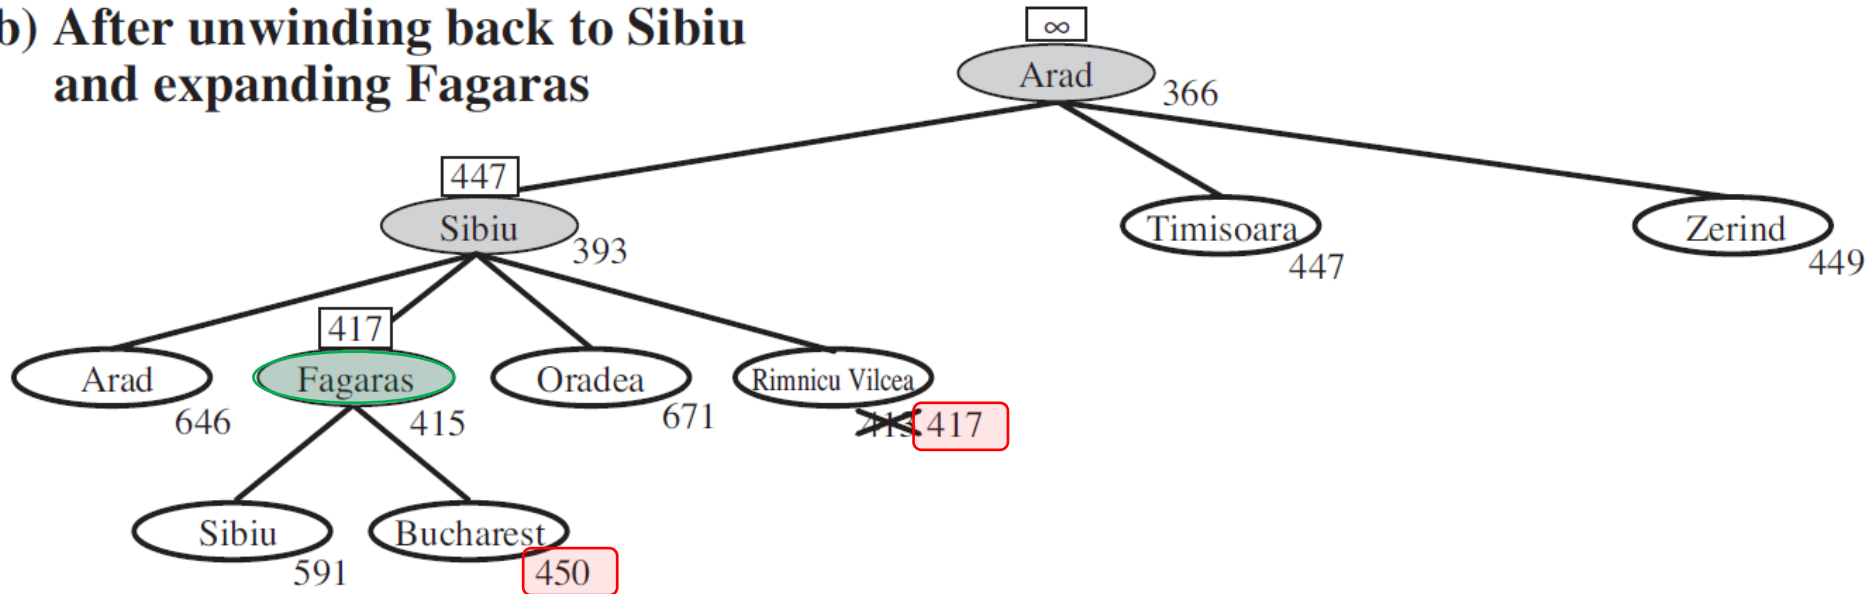 b) After unwinding back to Sibiu
and expanding Fagaras
∞
Arad
366
447
Sibiu
393
Timisoara
447
Zerind
449
417
Arad
646
Fagaras
415
Oradea
671
Rimnicu Vilcea
413 417
Sibiu
591
Bucharest
450